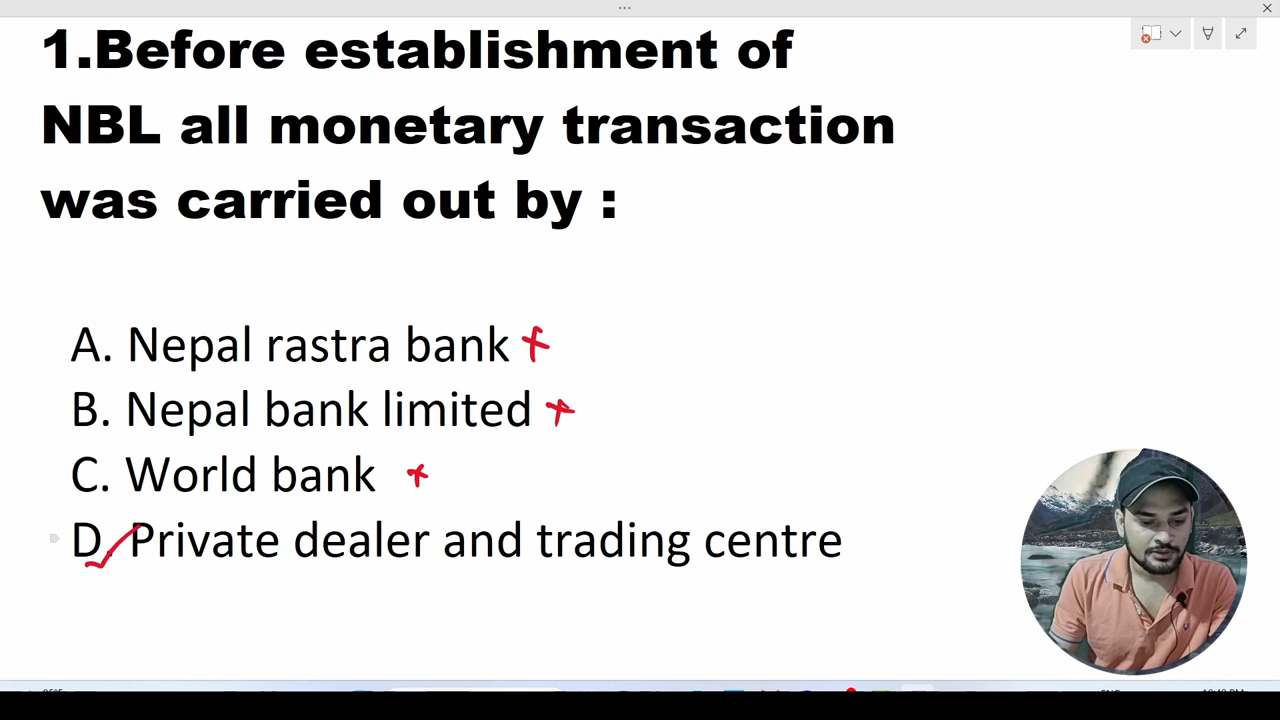 1.Before establishment of
NBL all monetary transaction
was carried out by :
A. Nepal rastra bank
B. Nepal bank limited
C. World bank
D. Private dealer and trading centre